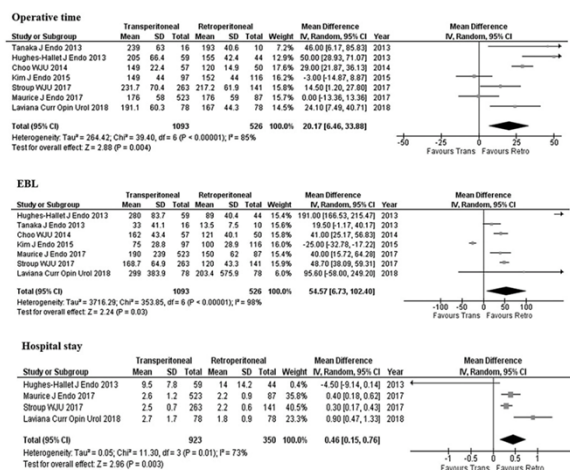 Operative time
Transperitoneal Retroperitoneal Mean Difference Mean Difference
Study or Subgroup Mean SD Total Mean SD Total Weight IV, Random, 95% CI Year IV, Random, 95% CI
Tanaka J Endo 2013 239 63 16 193 40.6 10 7.2% 46.00 [6.17, 85.83] 2013
Hughes-Hallet J Endo 2013 205 66.4 59 155 42.4 44 13.7% 50.00 [28.93, 71.07] 2013
Choo WJU 2014 149 22.4 57 120 14.9 50 18.9% 29.00 [21.87, 36.13] 2014
Kim J Endo 2015 149 44 97 152 44 116 17.5% -3.00 [-14.87, 8.87] 2015
Stroup WJU 2017 231.7 70.4 263 217.2 61.9 141 16.9% 14.50 [1.20, 27.80] 2017
Maurice J Endo 2017 176 58 523 176 59 87 16.9% 0.00 [-13.36, 13.36] 2017
Laviana Curr Opin Urol 2018 191.1 60.3 78 167 44.3 78 24.10 [7.49, 40.71] 2018
Total (95% CI) 1093 526 100.0% 20.17 [6.46, 33.88]
Heterogeneity: Tau² = 264.42; Chi² = 39.40, df = 6 (P < 0.00001); I² = 85%
Test for overall effect: Z = 2.88 (P = 0.004)
-50 -25 0 25 50
Favours Trans Favours Retro
EBL
Transperitoneal Retroperitoneal Mean Difference Mean Difference
Study or Subgroup Mean SD Total Mean SD Total Weight IV, Random, 95% CI Year IV, Random, 95% CI
Hughes-Hallet J Endo 2013 280 83.7 59 89 40.4 44 15.4% 191.00 [166.53, 215.47] 2013
Tanaka J Endo 2013 33 41.1 16 13.5 7.5 10 19.50 [-1.17, 40.17] 2013
Choo WJU 2014 162 43.4 57 121 40.1 50 41.00 [25.17, 56.83] 2014
Kim J Endo 2015 75 28.8 97 100 28.9 116 -25.00 [-32.78, -17.22] 2015
Maurice J Endo 2017 190 239 523 150 62 87 40.00 [15.72, 64.28] 2017
Stroup WJU 2017 168.7 64.9 263 120 43.3 141 48.70 [38.09, 59.31] 2017
Laviana Curr Opin Urol 2018 299 383.9 78 203.4 575.9 78 95.60 [-58.00, 249.20] 2018
Total (95% CI) 1093 526 100.0% 54.57 [6.73, 102.40]
Heterogeneity: Tau² = 3716.29; Chi² = 353.85, df = 6 (P < 0.00001); I² = 98%
Test for overall effect: Z = 2.24 (P = 0.03)
-100 -50 0 50 100
Favours Trans Favours Retro
Hospital stay
Transperitoneal Retroperitoneal Mean Difference Mean Difference
Study or Subgroup Mean SD Total Mean SD Total Weight IV, Random, 95% CI Year IV, Random, 95% CI
Hughes-Hallet J Endo 2013 9.5 7.8 59 14 14.2 44 0.4% -4.50 [-9.14, 0.14] 2013
Maurice J Endo 2017 2.6 1.2 523 2.2 0.9 87 0.40 [0.18, 0.62] 2017
Stroup WJU 2017 2.5 0.7 263 2.2 0.6 141 0.30 [0.17, 0.43] 2017
Laviana Curr Opin Urol 2018 2.7 1.7 78 1.8 0.9 78 0.90 [0.47, 1.33] 2018
Total (95% CI) 923 350 100.0% 0.46 [0.15, 0.76]
Heterogeneity: Tau² = 0.05; Chi² = 11.30, df = 3 (P = 0.01); I² = 73%
Test for overall effect: Z = 2.96 (P = 0.003)
-1 -0.5 0 0.5 1
Favours Trans Favours Retro